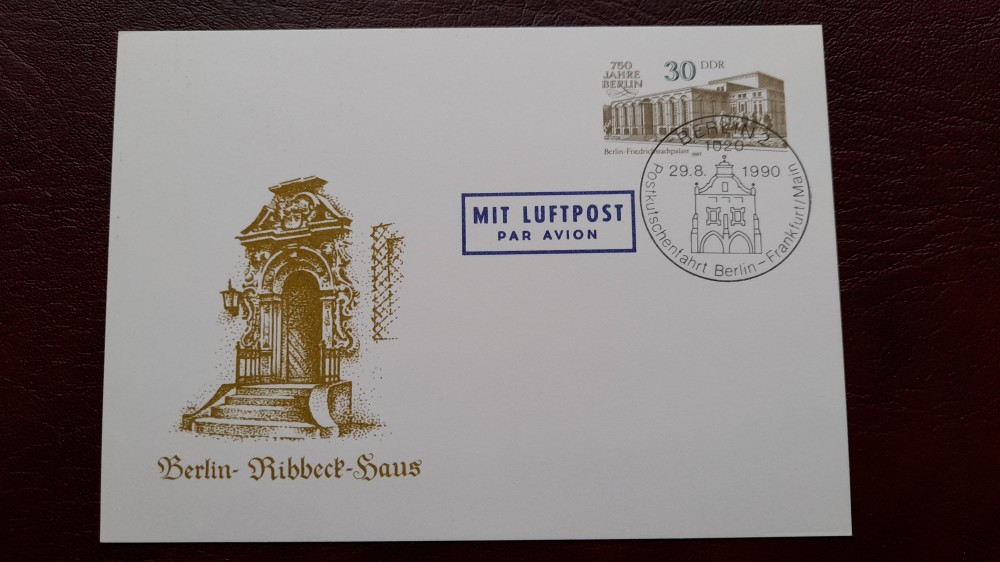 750
JAHRE
BERLIN
30 DDR
Berlin-Friedrichstadtpalast 1987
BERLIN 2
1020
29.8. 1990
Postkutschenfahrt Berlin–Frankfurt/Main
MIT LUFTPOST
PAR AVION
Berlin- Ribbeck-Haus